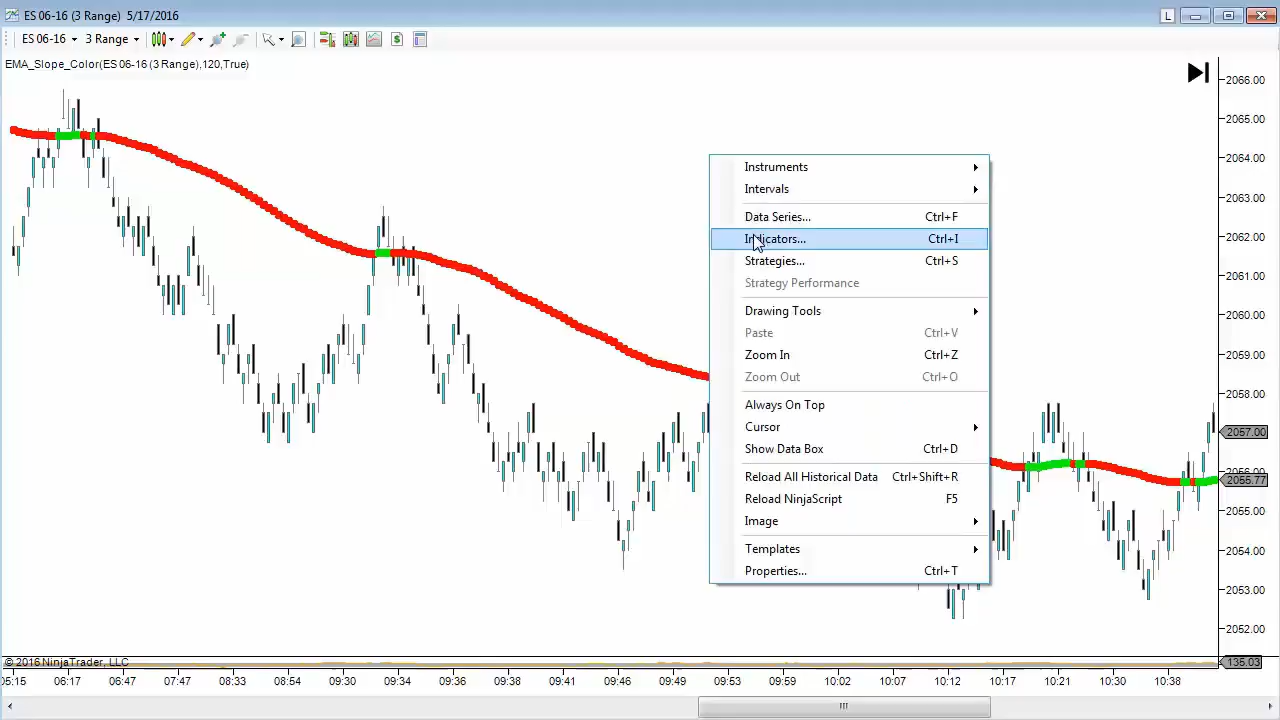 ES 06-16 (3 Range) 5/17/2016
L
ES 06-16 3 Range
EMA_Slope_Color(ES 06-16 (3 Range),120,True)
Instruments
Intervals
Data Series... Ctrl+F
Indicators... Ctrl+I
Strategies... Ctrl+S
Strategy Performance
Drawing Tools
Paste Ctrl+V
Zoom In Ctrl+Z
Zoom Out Ctrl+O
Always On Top
Cursor
Show Data Box Ctrl+D
Reload All Historical Data Ctrl+Shift+R
Reload NinjaScript F5
Image
Templates
Properties... Ctrl+T
2066.00
2065.00
2064.00
2063.00
2062.00
2061.00
2060.00
2059.00
2058.00
2057.00
2055.00
2054.00
2053.00
2052.00
135.03
© 2016 NinjaTrader, LLC
06:17 07:47 08:33 08:54 09:30 09:34 09:36 09:38 09:41 09:46 09:49 09:53 09:59 10:02 10:07 10:12 10:17 10:21 10:30 10:38